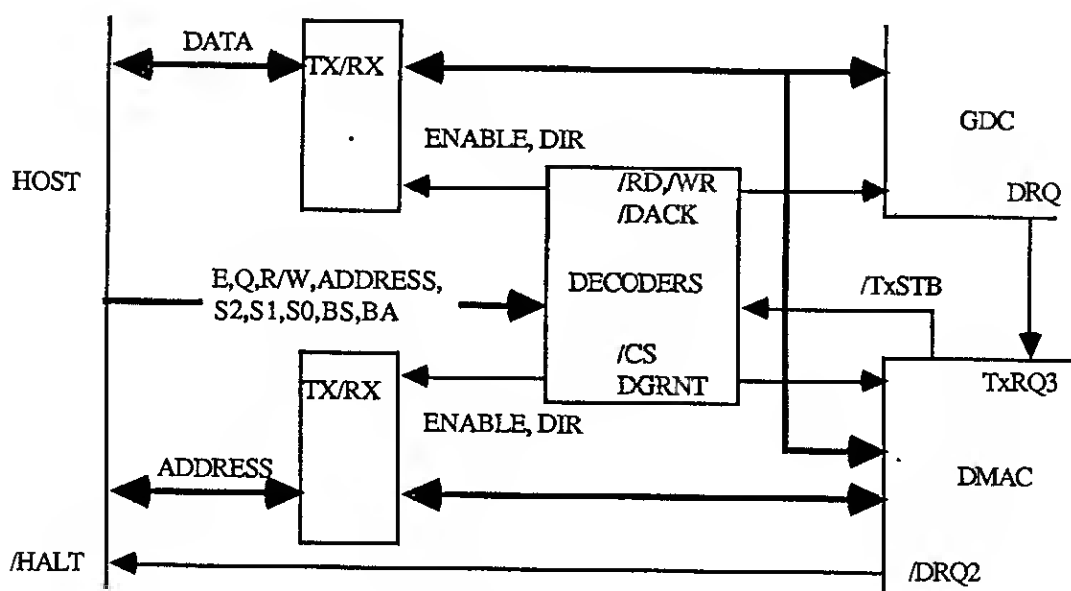 DATA
TX/RX
GDC
ENABLE, DIR
HOST
/RD,/WR
/DACK
DRQ
E,Q,R/W,ADDRESS,
S2,S1,S0,BS,BA
DECODERS
/TxSTB
/CS
DGRNT
TxRQ3
TX/RX
ENABLE, DIR
ADDRESS
DMAC
/HALT
/DRQ2